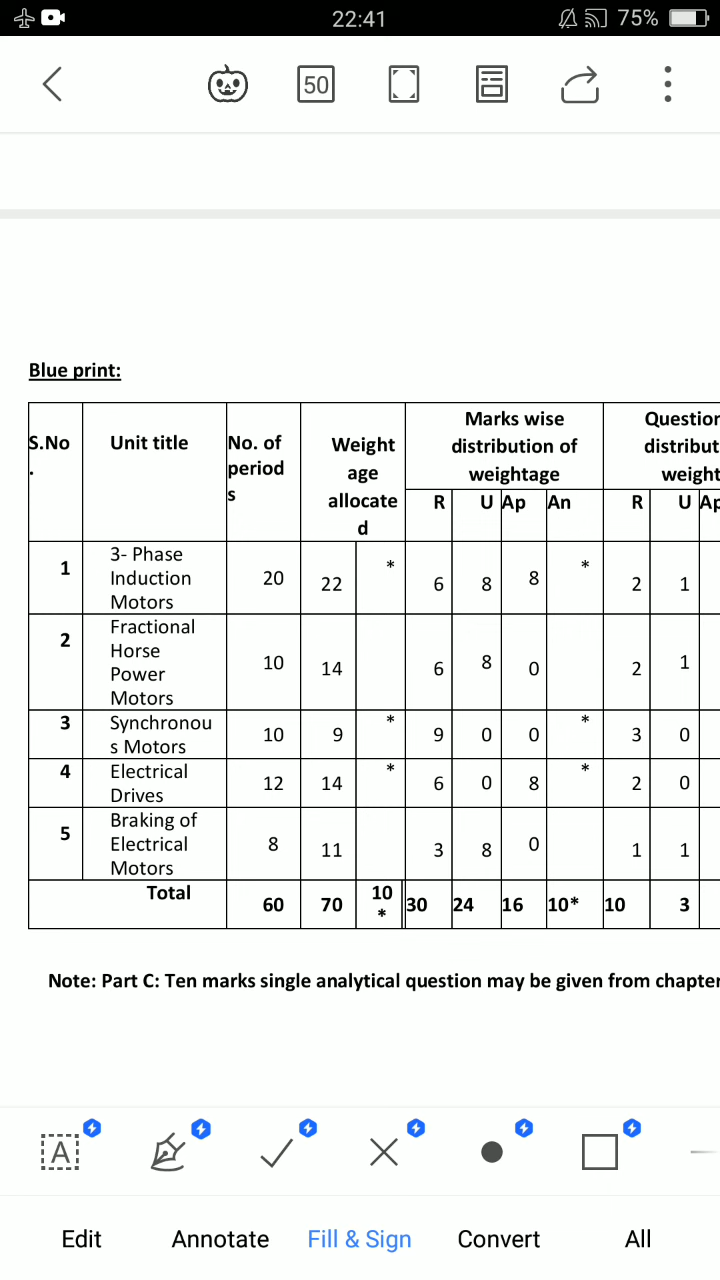 22:41
75%
50
Blue print:
S.No
.
Unit title
No. of
period
s
Weight
age
allocate
d
Marks wise
distribution of
weightage
Question
distribut
weight
R U Ap An R U Ap
1 3- Phase
Induction
Motors
20 22 * 6 8 8 * 2 1
2 Fractional
Horse
Power
Motors
10 14 6 8 0 2 1
3 Synchronou
s Motors
10 9 * 9 0 0 * 3 0
4 Electrical
Drives
12 14 * 6 0 8 * 2 0
5 Braking of
Electrical
Motors
8 11 3 8 0 1 1
Total 60 70 10
* 30 24 16 10* 10 3
Note: Part C: Ten marks single analytical question may be given from chapter
A
Edit Annotate Fill & Sign Convert All